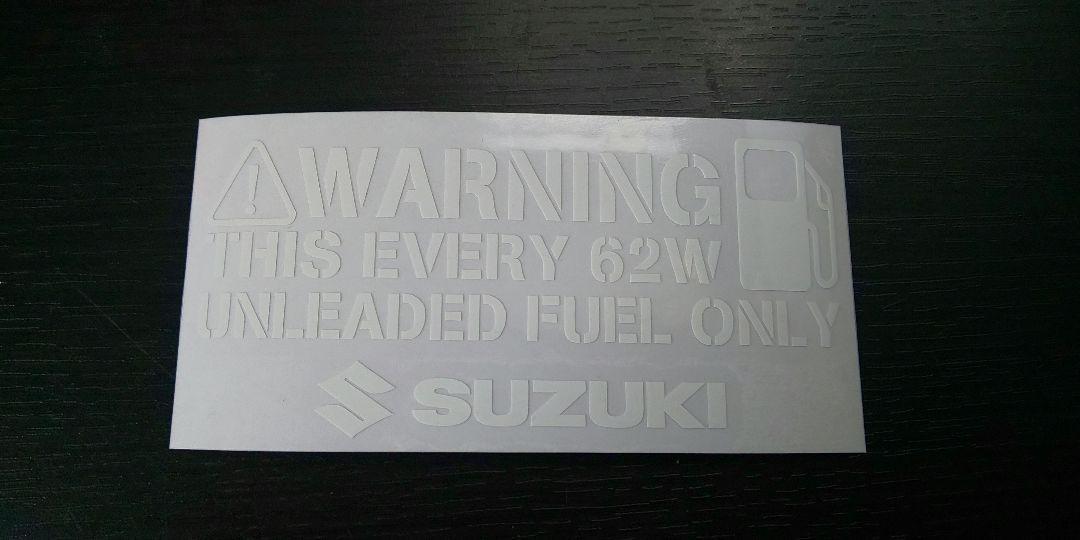 WARNING
THIS EVERY 62W
UNLEADED FUEL ONLY
SUZUKI